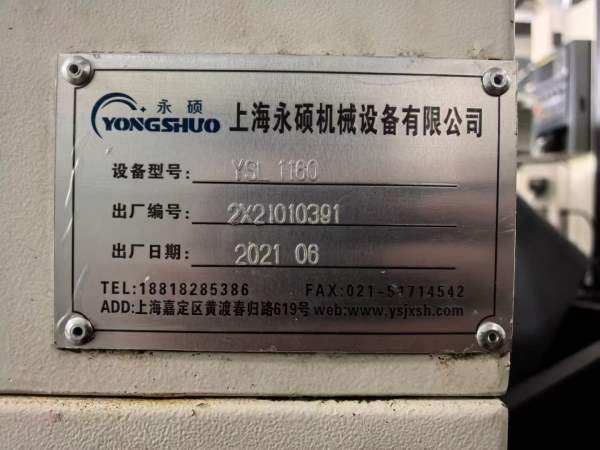 永硕
YONGSHUO
上海永硕机械设备有限公司
设备型号: YSL 1160
出厂编号: 2X21010391
出厂日期: 2021 06
TEL:18818285386 FAX:021-51714542
ADD:上海嘉定区黄渡春归路619号 web:www.ysjxsh.com